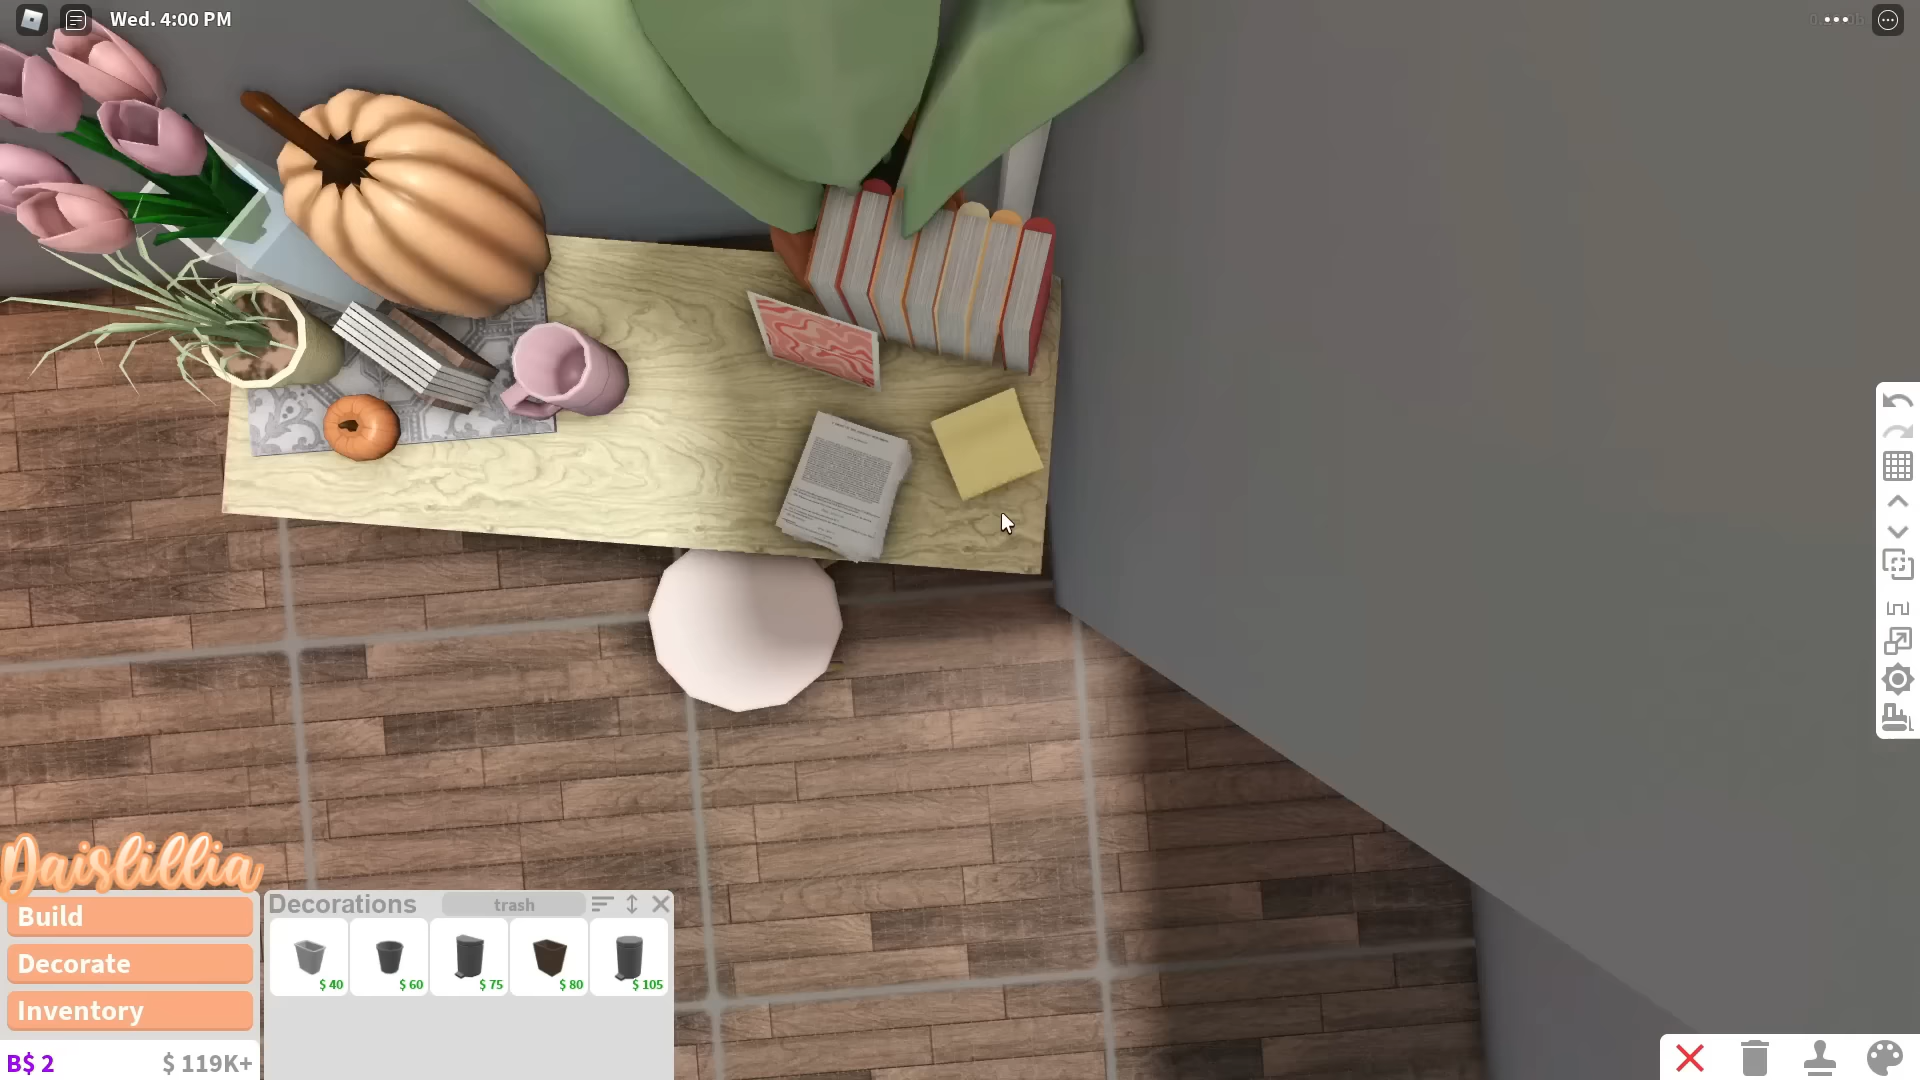 Wed. 4:00 PM
Daislillia
Build
Decorate
Inventory
B$ 2
$ 119K+
Decorations
trash
$ 40
$ 60
$ 75
$ 80
$ 105